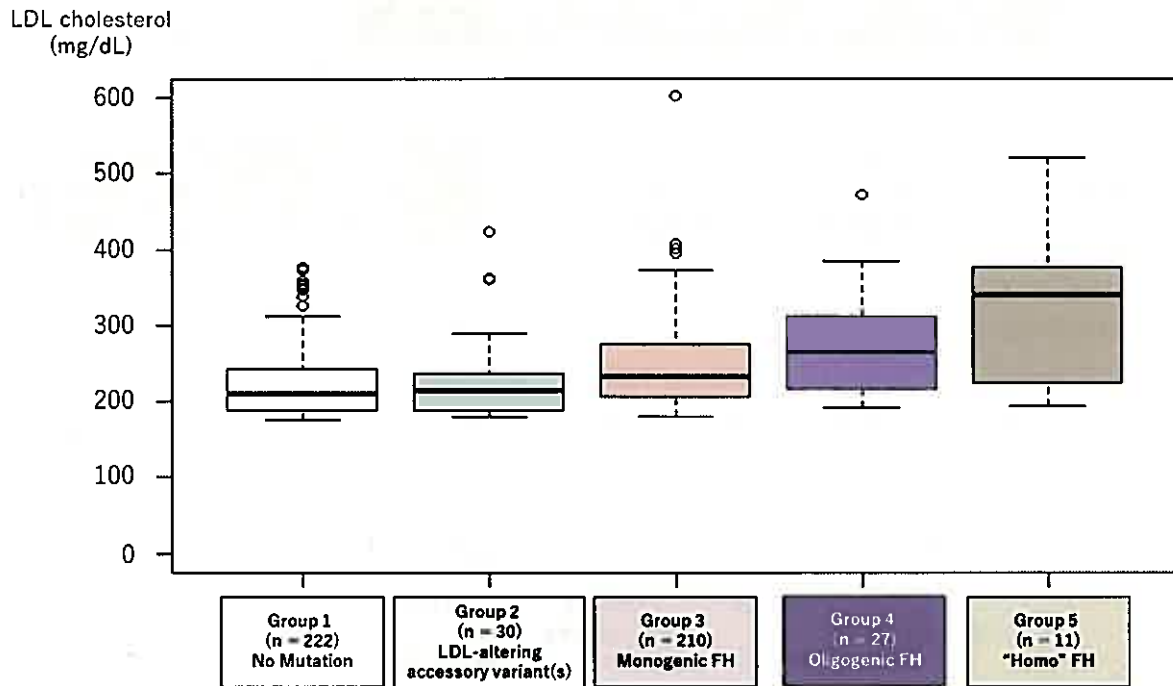 LDL cholesterol
(mg/dL)
600
500
400
300
200
100
0
Group 1
(n = 222)
No Mutation
Group 2
(n = 30)
LDL-altering
accessory variant(s)
Group 3
(n = 210)
Monogenic FH
Group 4
(n = 27)
Oligogenic FH
Group 5
(n = 11)
"Homo" FH